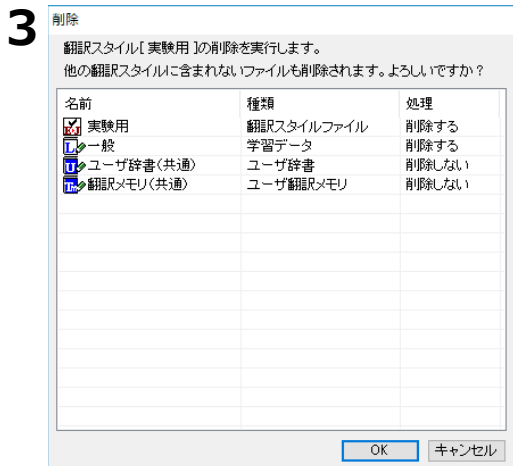 3
削除
翻訳スタイル[ 実験用 ]の削除を実行します。
他の翻訳スタイルに含まれないファイルも削除されます。よろしいですか？
名前 種類 処理
実験用 翻訳スタイルファイル 削除する
一般 学習データ 削除する
ユーザ辞書(共通) ユーザ辞書 削除しない
翻訳メモリ(共通) ユーザ翻訳メモリ 削除しない
OK キャンセル